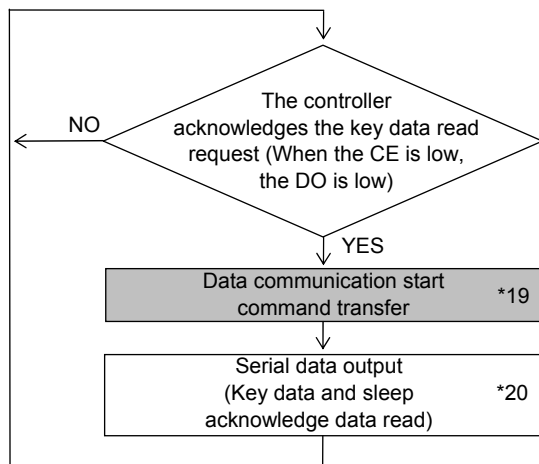 The controller
acknowledges the key data read
request (When the CE is low,
the DO is low)
NO
YES
Data communication start
command transfer
*19
Serial data output
(Key data and sleep
acknowledge data read)
*20